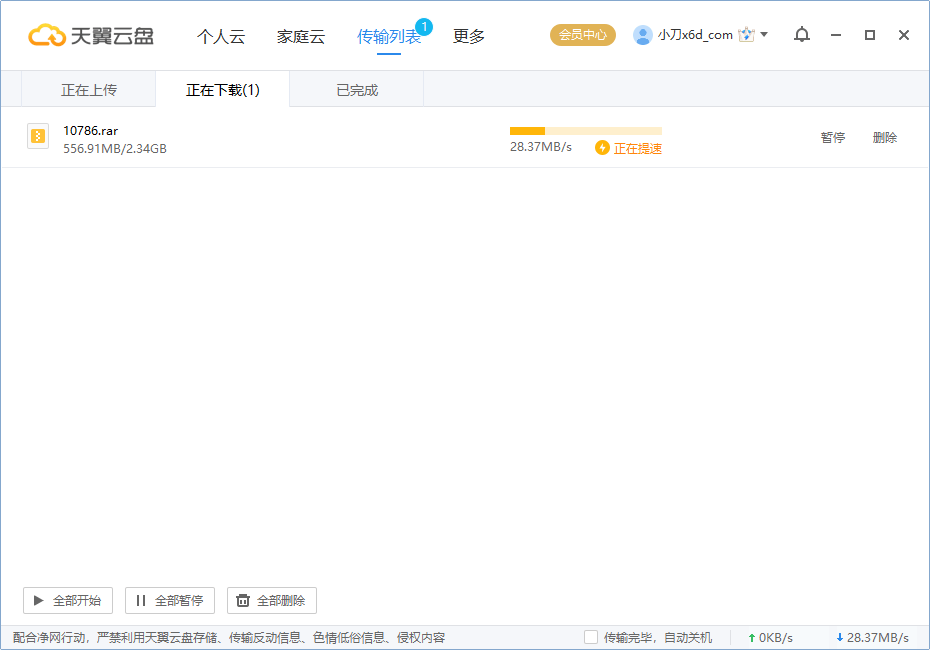 天翼云盘 个人云 家庭云 传输列表 1 更多 会员中心 小刀x6d_com
正在上传 正在下载(1) 已完成
10786.rar
556.91MB/2.34GB
28.37MB/s 正在提速
暂停 删除
全部开始 全部暂停 全部删除
配合净网行动，严禁利用天翼云盘存储、传输反动信息、色情低俗信息、侵权内容 传输完毕，自动关机 0KB/s 28.37MB/s